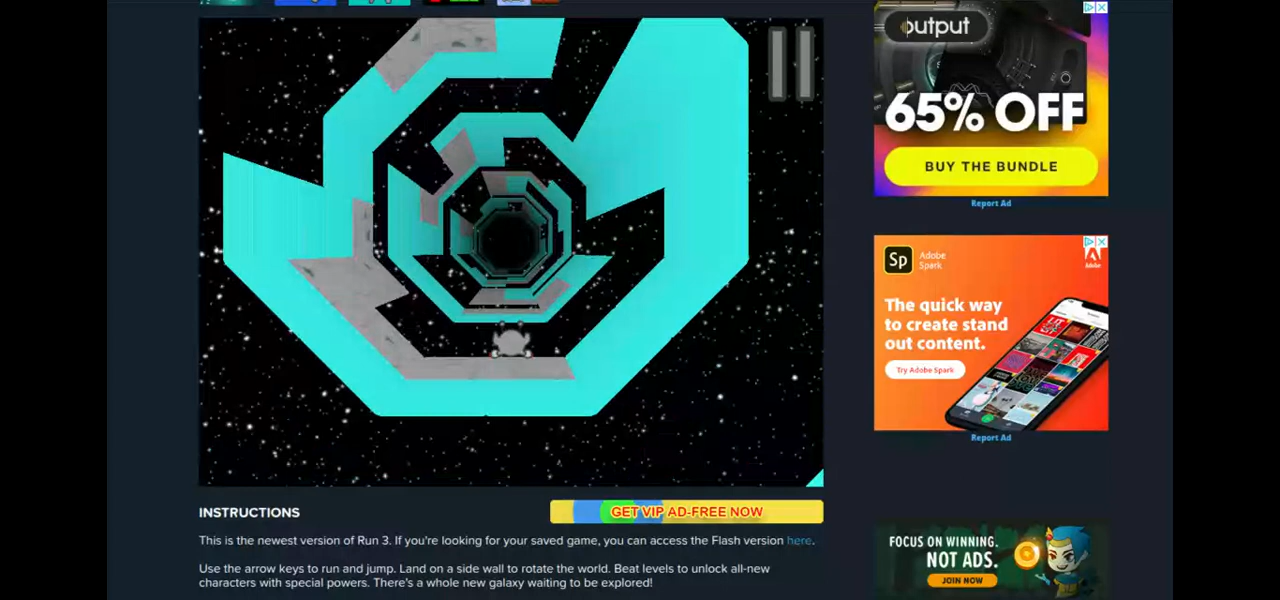 output
65% OFF
BUY THE BUNDLE
Report Ad
Sp Adobe
Spark
Adobe
The quick way
to create stand
out content.
Try Adobe Spark
Report Ad
INSTRUCTIONS
GET VIP AD-FREE NOW
This is the newest version of Run 3. If you're looking for your saved game, you can access the Flash version here.
Use the arrow keys to run and jump. Land on a side wall to rotate the world. Beat levels to unlock all-new
characters with special powers. There's a whole new galaxy waiting to be explored!
FOCUS ON WINNING.
NOT ADS.
JOIN NOW